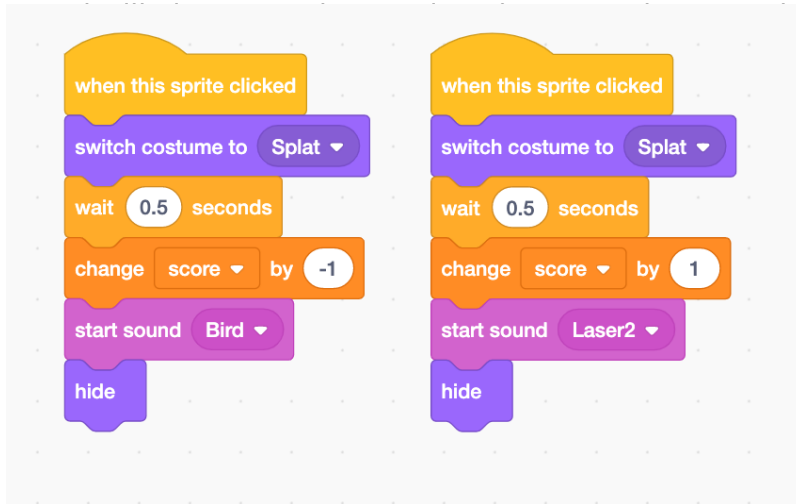 when this sprite clicked
switch costume to Splat
wait 0.5 seconds
change score by -1
start sound Bird
hide
when this sprite clicked
switch costume to Splat
wait 0.5 seconds
change score by 1
start sound Laser2
hide